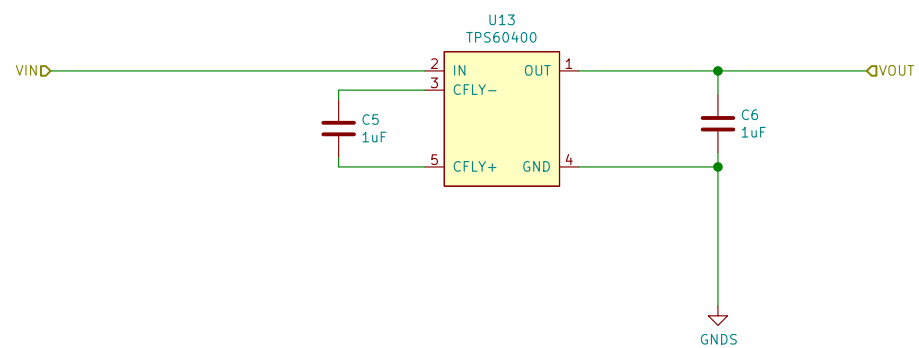 U13
TPS60400
VIN
2
IN
OUT
1
VOUT
3
CFLY-
C5
1uF
C6
1uF
5
CFLY+
GND
4
GNDS